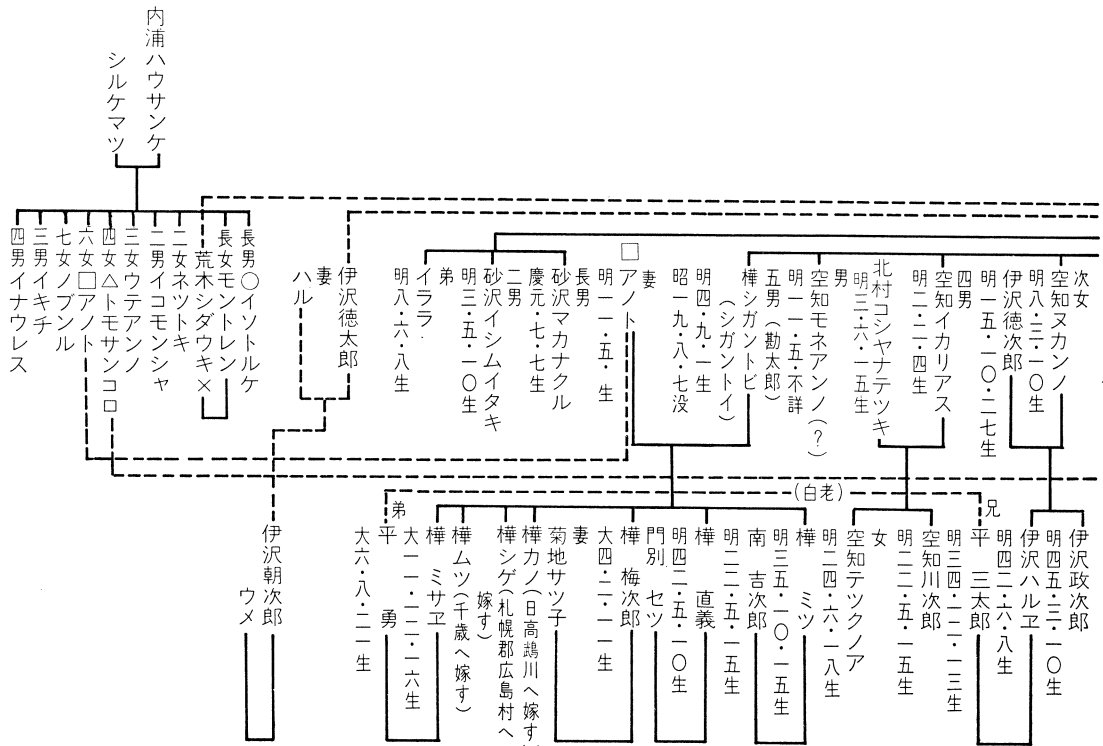 次女
空知ヌカンノ
明八・三・一〇生
伊沢徳次郎
明一五・一〇・二七生
四男
空知イカリアス
明二・二・四生
北村コシヤナテツキ
明三・六・一五生
男
空知モネアンノ(?)
明一一・五・不詳
五男(勘太郎)
樺シガントビ
(シガントイ)
明四・九・一生
昭一九・八・七没
妻
□アノト
明一一・五・生
長男
砂沢マカナクル
慶元・七・七生
二男
砂沢イシムイタキ
明三・五・一〇生
弟
イララ
明八・六・八生
伊沢徳太郎
妻
ハル
内浦ハウサンケ
シルケマツ
長男○イソトルケ
長女モントレン
荒木シダウキ×
二女ネツトキ
二男イコモンシャ
三女ウテアンノ
四女△トモサンコロ
六女□アノト
七女ノブンル
三男イキチ
四男イナウレス
伊沢政次郎
明四五・三・一〇生
伊沢ハルヱ
明四二・六・八生
兄
平 三太郎
明三四・一二・一三生
(白老)
空知川次郎
明二二・五・一五生
女
空知テツクノア
明二四・六・一八生
樺 ミツ
明三五・一〇・一五生
南 吉次郎
明二二・五・一五生
樺 直義
明四二・五・一〇生
門別 セツ
樺 梅次郎
大四・二・一一生
妻
菊地サツ子
樺カノ(日高鵡川へ嫁す)
樺シゲ(札幌郡広島村へ
嫁す)
樺ムツ(千歳へ嫁す)
樺 ミサヱ
大一一・一二・一六生
弟
平 勇
大六・八・二一生
伊沢朝次郎
ウメ